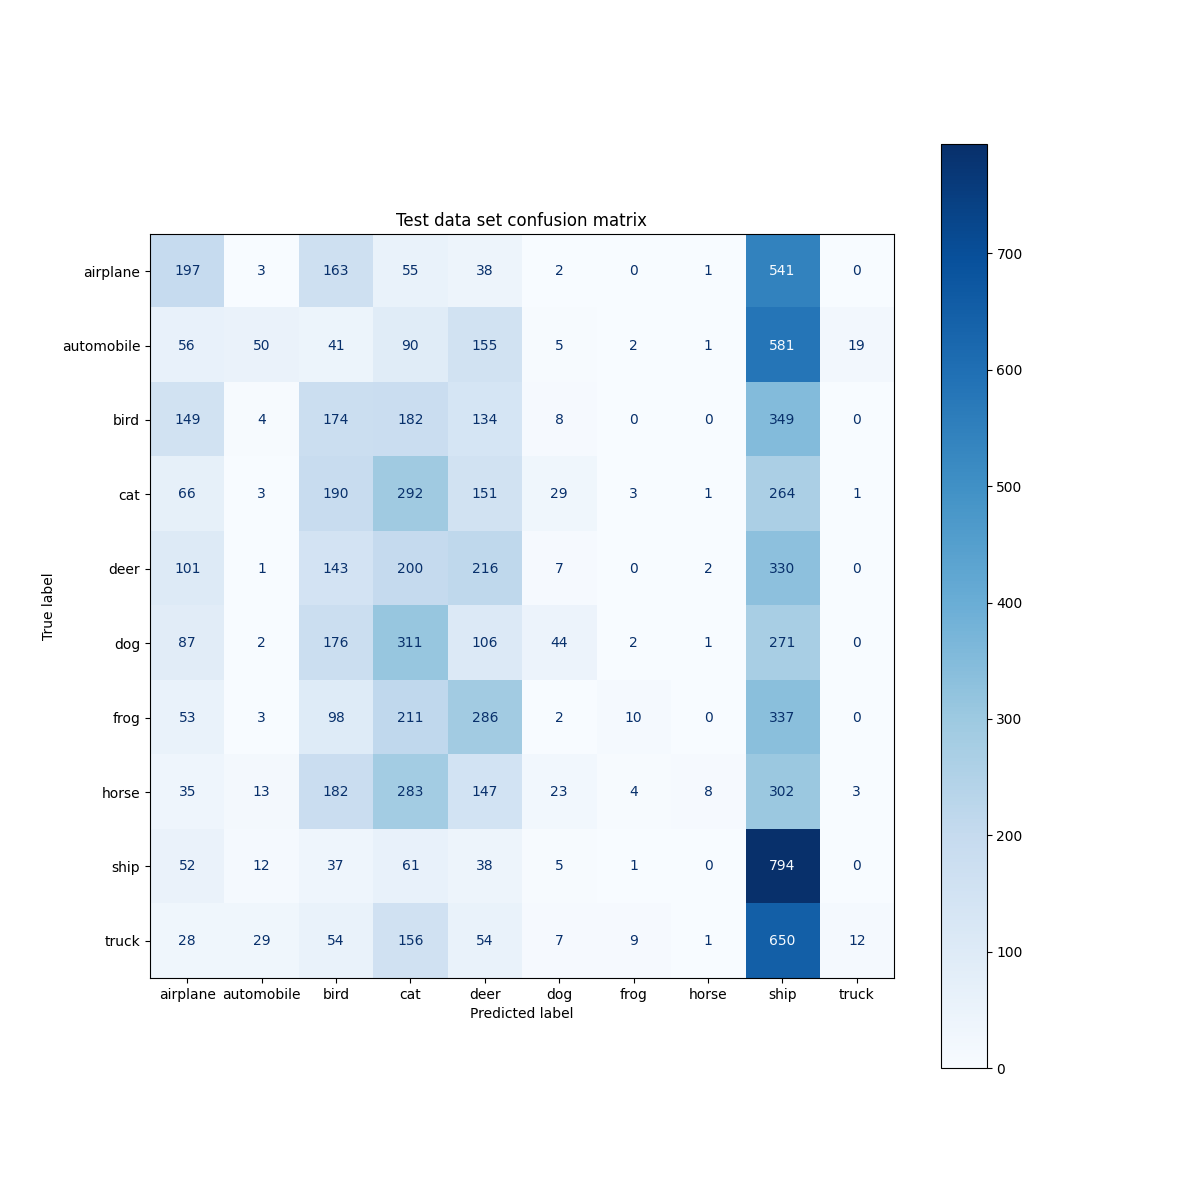 Test data set confusion matrix
airplane 197 3 163 55 38 2 0 1 541 0
automobile 56 50 41 90 155 5 2 1 581 19
bird 149 4 174 182 134 8 0 0 349 0
cat 66 3 190 292 151 29 3 1 264 1
deer 101 1 143 200 216 7 0 2 330 0
dog 87 2 176 311 106 44 2 1 271 0
frog 53 3 98 211 286 2 10 0 337 0
horse 35 13 182 283 147 23 4 8 302 3
ship 52 12 37 61 38 5 1 0 794 0
truck 28 29 54 156 54 7 9 1 650 12
airplane automobile bird cat deer dog frog horse ship truck
Predicted label
True label
700
600
500
400
300
200
100
0